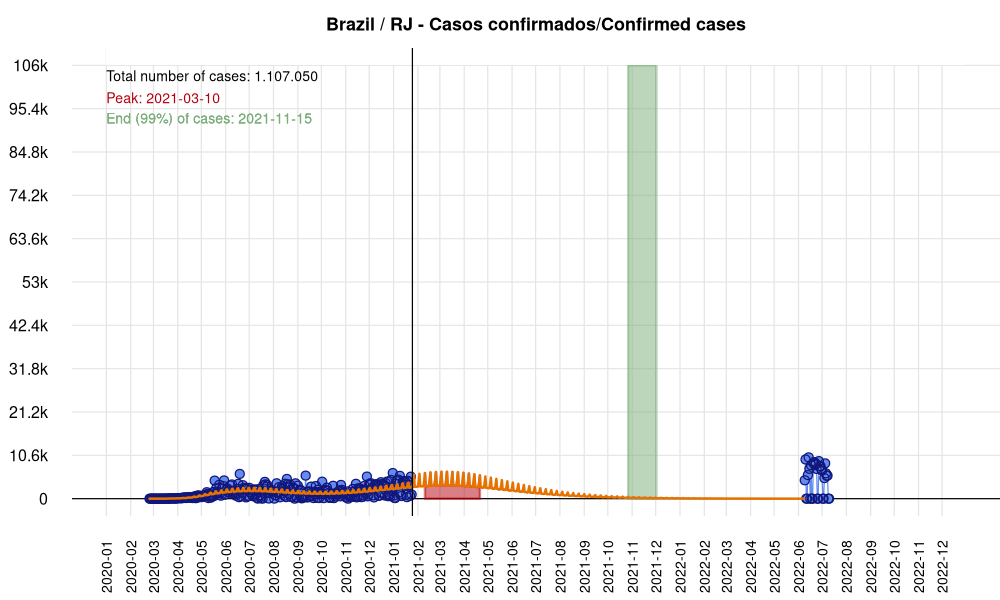 Brazil / RJ - Casos confirmados/Confirmed cases
Total number of cases: 1.107.050
Peak: 2021-03-10
End (99%) of cases: 2021-11-15
106k
95.4k
84.8k
74.2k
63.6k
53k
42.4k
31.8k
21.2k
10.6k
0
2020-01
2020-02
2020-03
2020-04
2020-05
2020-06
2020-07
2020-08
2020-09
2020-10
2020-11
2020-12
2021-01
2021-02
2021-03
2021-04
2021-05
2021-06
2021-07
2021-08
2021-09
2021-10
2021-11
2021-12
2022-01
2022-02
2022-03
2022-04
2022-05
2022-06
2022-07
2022-08
2022-09
2022-10
2022-11
2022-12